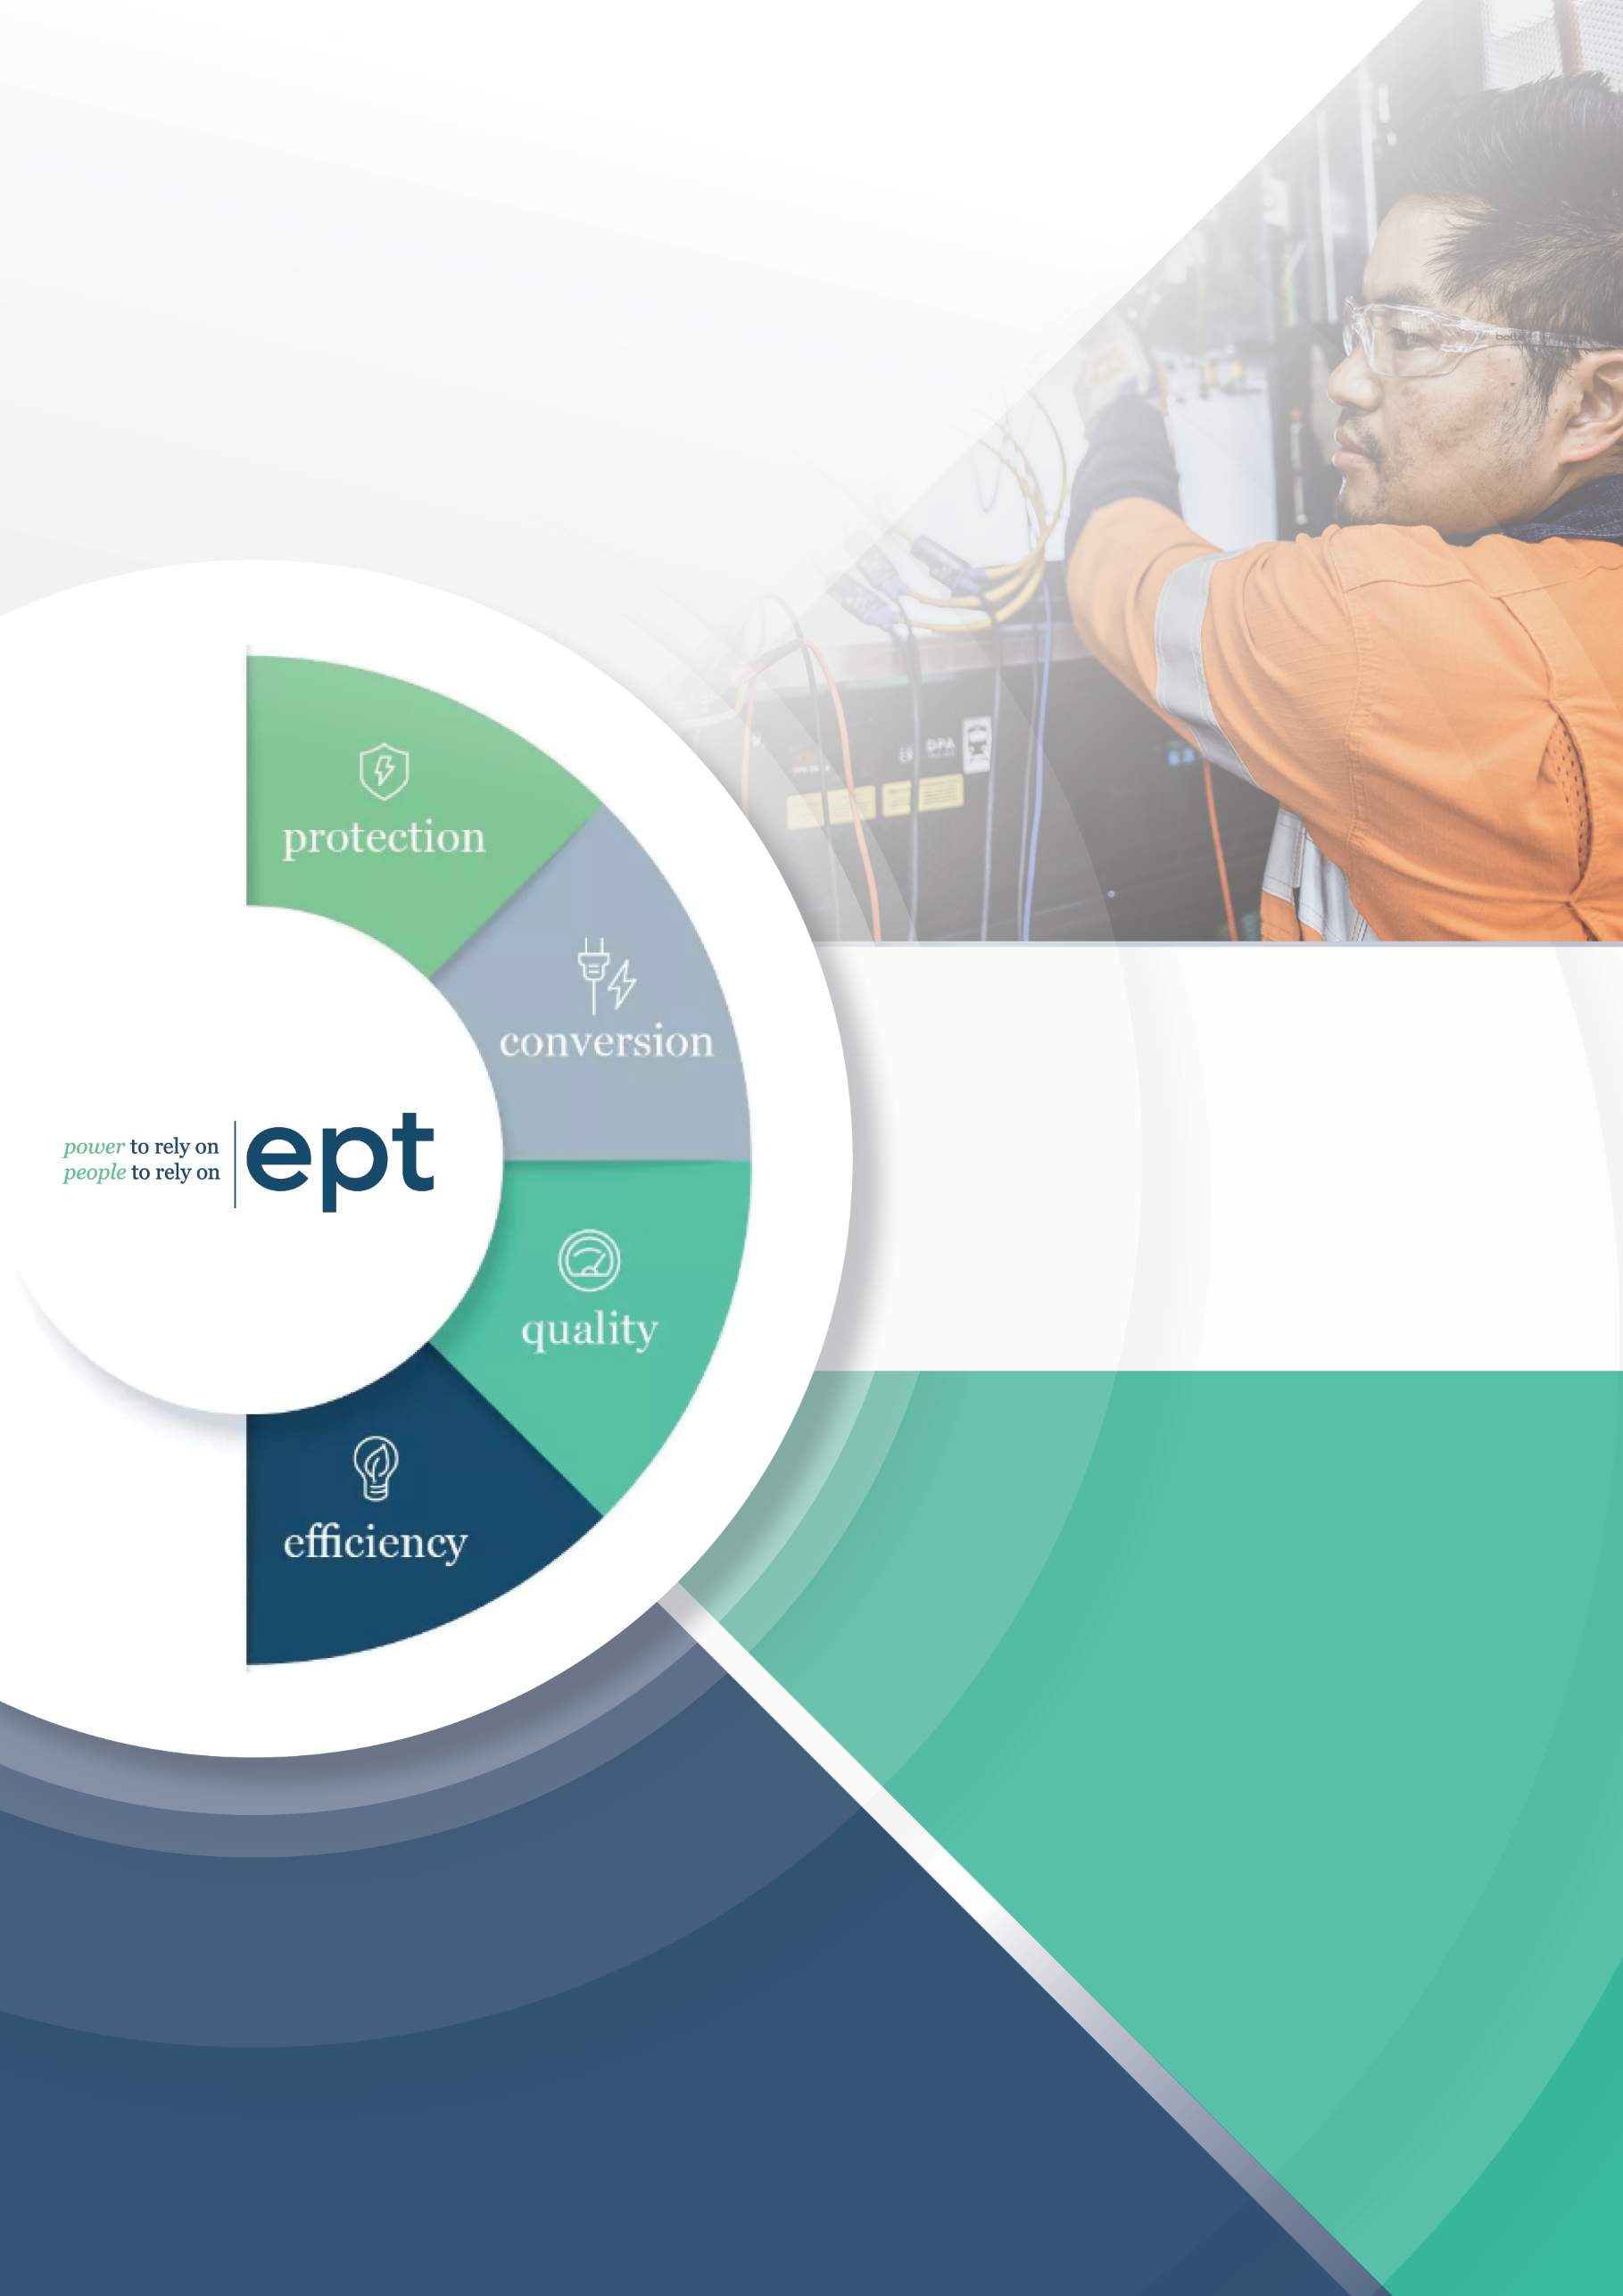 protection
conversion
power to rely on
people to rely on
ept
quality
efficiency
DPA